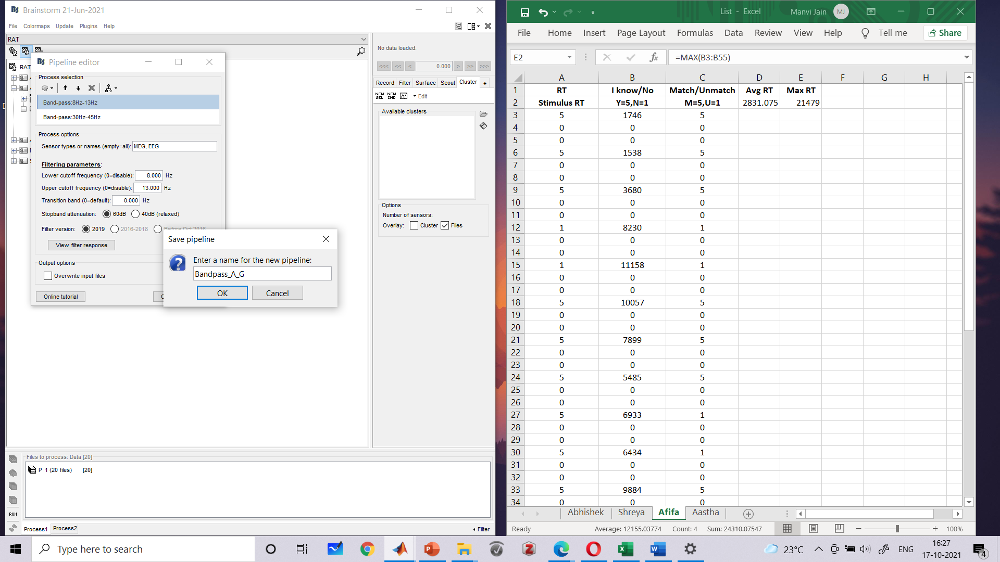 Brainstorm 21-Jun-2021
File Colormaps Update Plugins Help
RAT
RAT
Pipeline editor
Process selection
Band-pass:8Hz-13Hz
Band-pass:30Hz-45Hz
Process options
Sensor types or names (empty=all): MEG, EEG
Filtering parameters:
Lower cutoff frequency (0=disable): 8.000 Hz
Upper cutoff frequency (0=disable): 13.000 Hz
Transition band (0=default): 0.000 Hz
Stopband attenuation: 60dB 40dB (relaxed)
Filter version: 2019 2016-2018 Before Oct 2016
View filter response
Output options
Overwrite input files
Online tutorial
Save pipeline
Enter a name for the new pipeline:
Bandpass_A_G
OK Cancel
No data loaded.
<<< << < 0.000 > >> >>>
Record Filter Surface Scout Cluster +
NEW SEL NEW IND Edit
Available clusters
Options
Number of sensors:
Overlay: Cluster Files
Files to process: Data [20]
P 1 (20 files) [20]
RUN
Process1 Process2 Filter
List - Excel Manvi Jain MJ
File Home Insert Page Layout Formulas Data Review View Help Tell me Share
E2 fx =MAX(B3:B55)
A B C D E F G H
1 RT I know/No Match/Unmatch Avg RT Max RT
2 Stimulus RT Y=5,N=1 M=5,U=1 2831.075 21479
3 5 1746 5
4 0 0 0
5 0 0 0
6 5 1538 5
7 0 0 0
8 0 0 0
9 5 3680 5
10 0 0 0
11 0 0 0
12 1 8230 1
13 0 0 0
14 0 0 0
15 1 11158 1
16 0 0 0
17 0 0 0
18 5 10057 5
19 0 0 0
20 0 0 0
21 5 7899 5
22 0 0 0
23 0 0 0
24 5 5485 5
25 0 0 0
26 0 0 0
27 5 6933 1
28 0 0 0
29 0 0 0
30 5 6434 1
31 0 0 0
32 0 0 0
33 5 9884 5
34 0 0 0
Abhishek Shreya Afifa Aastha
Ready Average: 12155.03774 Count: 4 Sum: 24310.07547 100%
Type here to search
23°C ENG 16:27
17-10-2021
4